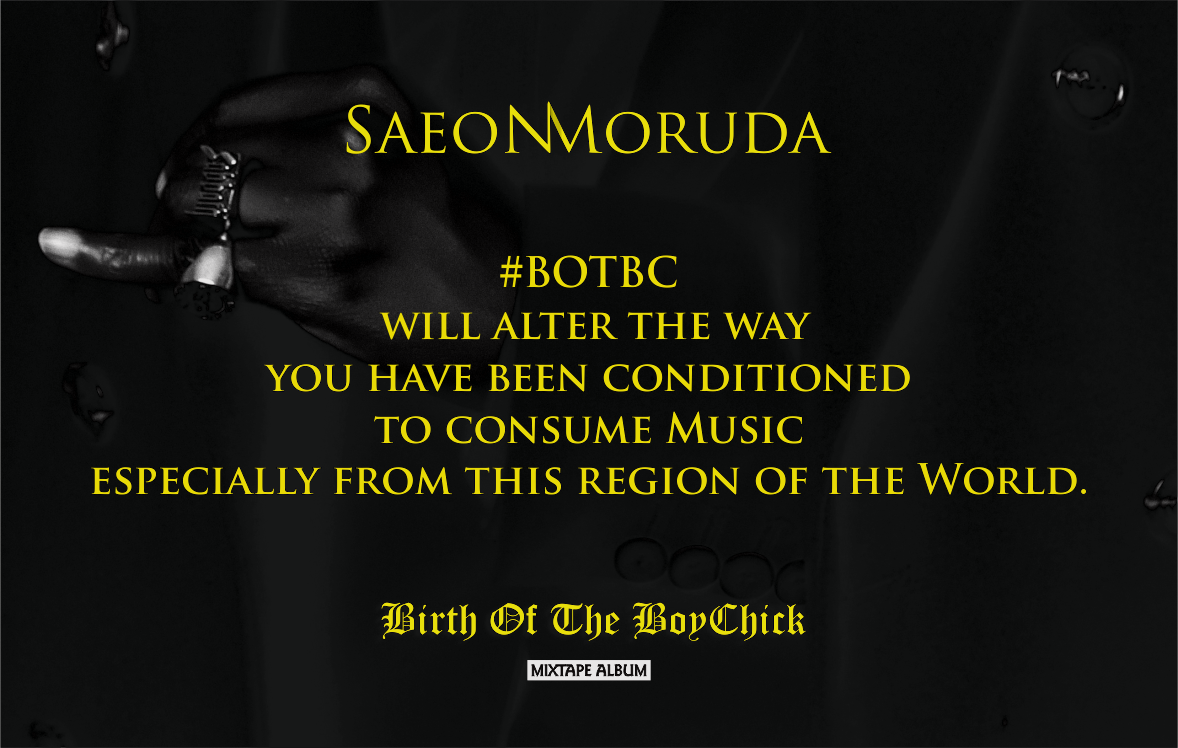 SaeonMoruda
#BOTBC
will alter the way
you have been conditioned
to consume Music
especially from this region of the World.
Birth Of The BoyChick
MIXTAPE ALBUM